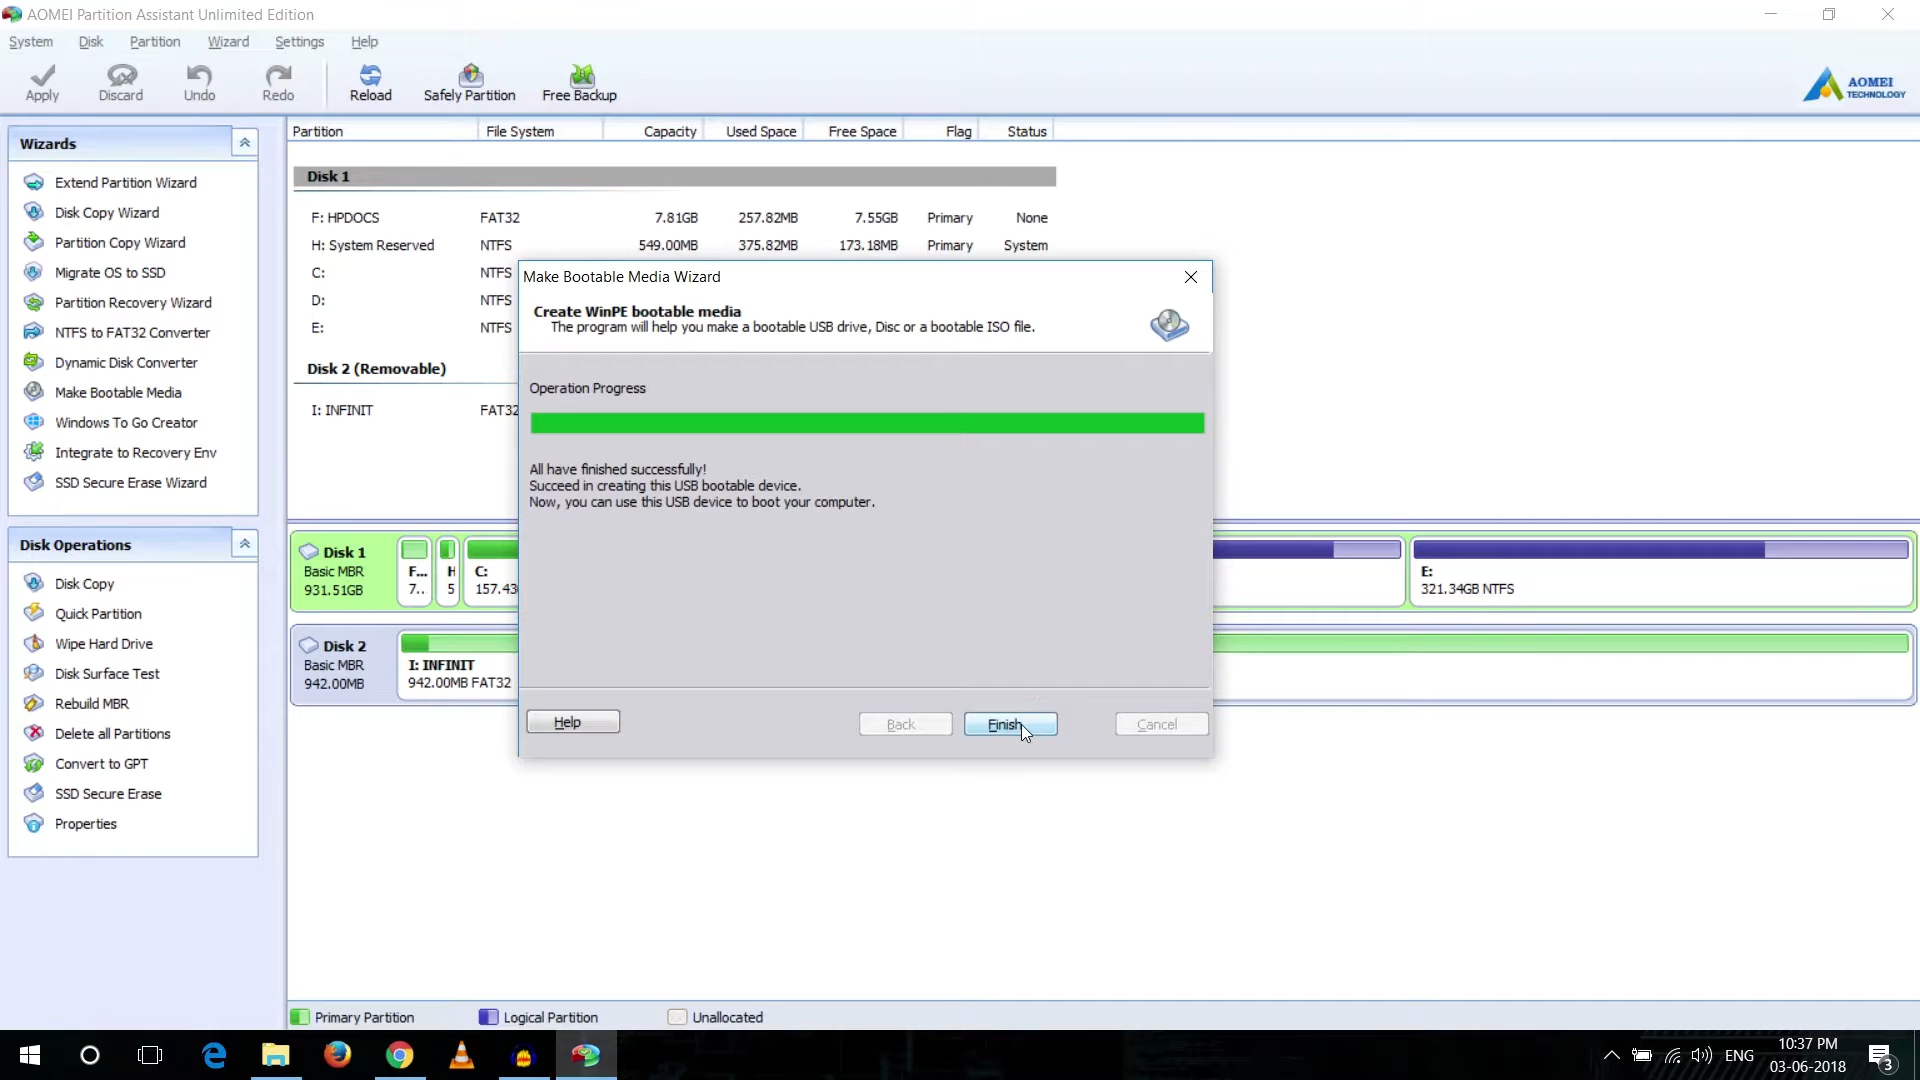 AOMEI Partition Assistant Unlimited Edition
System Disk Partition Wizard Settings Help
Apply Discard Undo Redo Reload Safely Partition Free Backup
AOMEI
TECHNOLOGY
Wizards
Extend Partition Wizard
Disk Copy Wizard
Partition Copy Wizard
Migrate OS to SSD
Partition Recovery Wizard
NTFS to FAT32 Converter
Dynamic Disk Converter
Make Bootable Media
Windows To Go Creator
Integrate to Recovery Env
SSD Secure Erase Wizard
Disk Operations
Disk Copy
Quick Partition
Wipe Hard Drive
Disk Surface Test
Rebuild MBR
Delete all Partitions
Convert to GPT
SSD Secure Erase
Properties
Partition File System Capacity Used Space Free Space Flag Status
Disk 1
F: HPDOCS FAT32 7.81GB 257.82MB 7.55GB Primary None
H: System Reserved NTFS 549.00MB 375.82MB 173.18MB Primary System
C: NTFS
D: NTFS
E: NTFS
Disk 2 (Removable)
I: INFINIT FAT32
Make Bootable Media Wizard
Create WinPE bootable media
The program will help you make a bootable USB drive, Disc or a bootable ISO file.
Operation Progress
All have finished successfully!
Succeed in creating this USB bootable device.
Now, you can use this USB device to boot your computer.
Help Back Finish Cancel
Disk 1
Basic MBR
931.51GB
F...
7...
H
5
C:
157.43
E:
321.34GB NTFS
Disk 2
Basic MBR
942.00MB
I: INFINIT
942.00MB FAT32
Primary Partition Logical Partition Unallocated
ENG
10:37 PM
03-06-2018
3